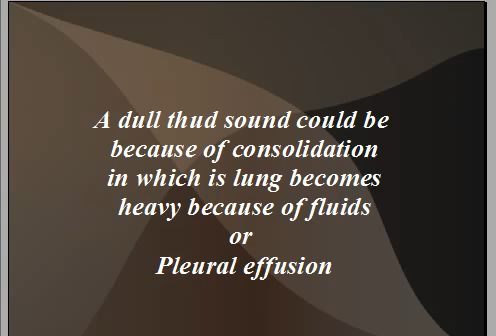 A dull thud sound could be
because of consolidation
in which is lung becomes
heavy because of fluids
or
Pleural effusion